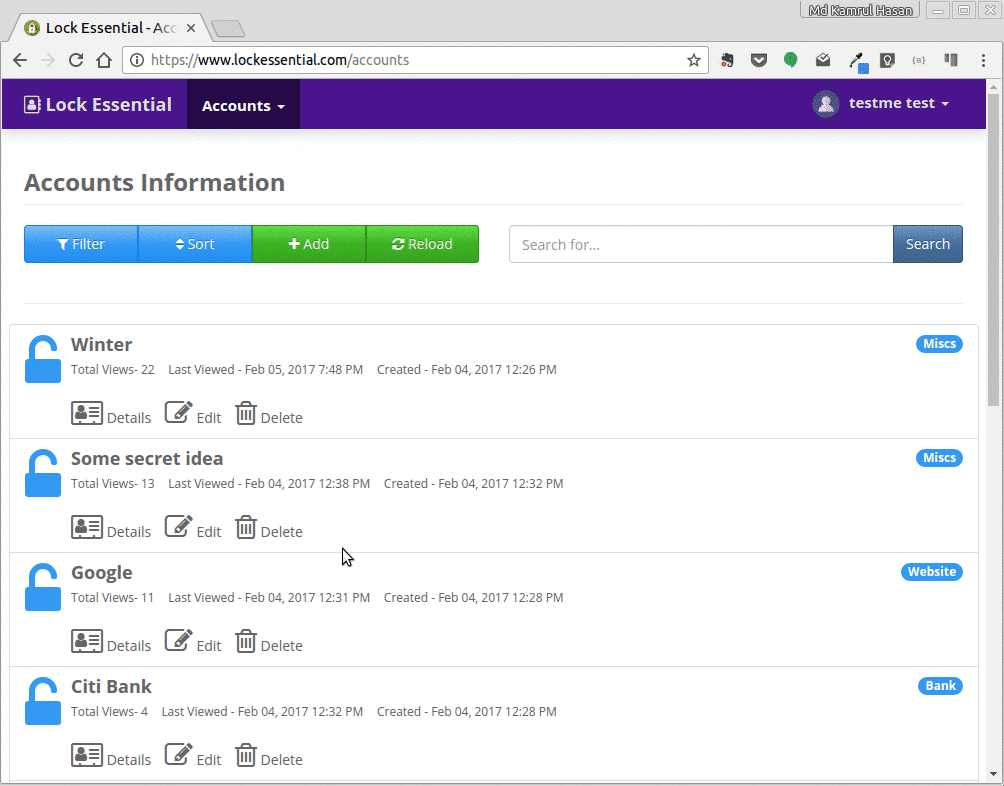 Md Kamrul Hasan
Lock Essential - Acc
https://www.lockessential.com/accounts
Lock Essential Accounts testme test
Accounts Information
Filter Sort Add Reload Search for... Search
Winter Miscs
Total Views- 22 Last Viewed - Feb 05, 2017 7:48 PM Created - Feb 04, 2017 12:26 PM
Details Edit Delete
Some secret idea Miscs
Total Views- 13 Last Viewed - Feb 04, 2017 12:38 PM Created - Feb 04, 2017 12:32 PM
Details Edit Delete
Google Website
Total Views- 11 Last Viewed - Feb 04, 2017 12:31 PM Created - Feb 04, 2017 12:28 PM
Details Edit Delete
Citi Bank Bank
Total Views- 4 Last Viewed - Feb 04, 2017 12:32 PM Created - Feb 04, 2017 12:28 PM
Details Edit Delete